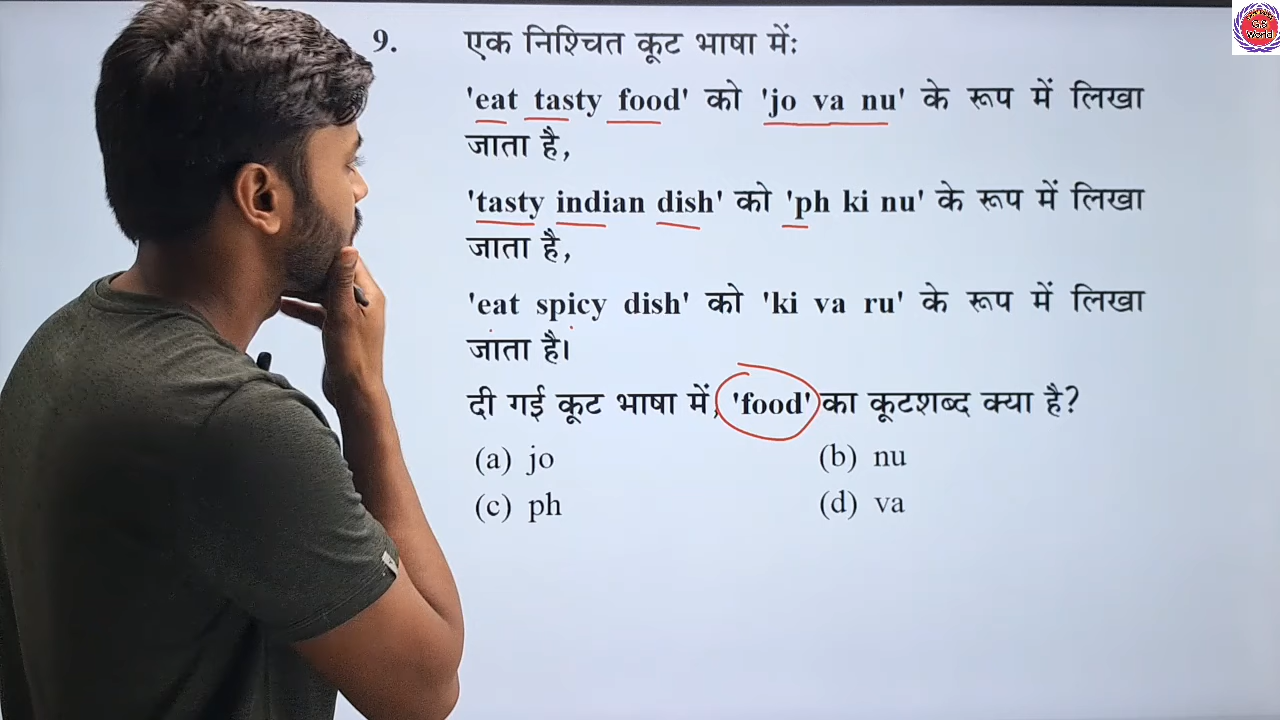 9. एक निश्चित कूट भाषा में:
'eat tasty food' को 'jo va nu' के रूप में लिखा
जाता है,
'tasty indian dish' को 'ph ki nu' के रूप में लिखा
जाता है,
'eat spicy dish' को 'ki va ru' के रूप में लिखा
जाता है।
दी गई कूट भाषा में, 'food' का कूटशब्द क्या है?
(a) jo (b) nu
(c) ph (d) va
World